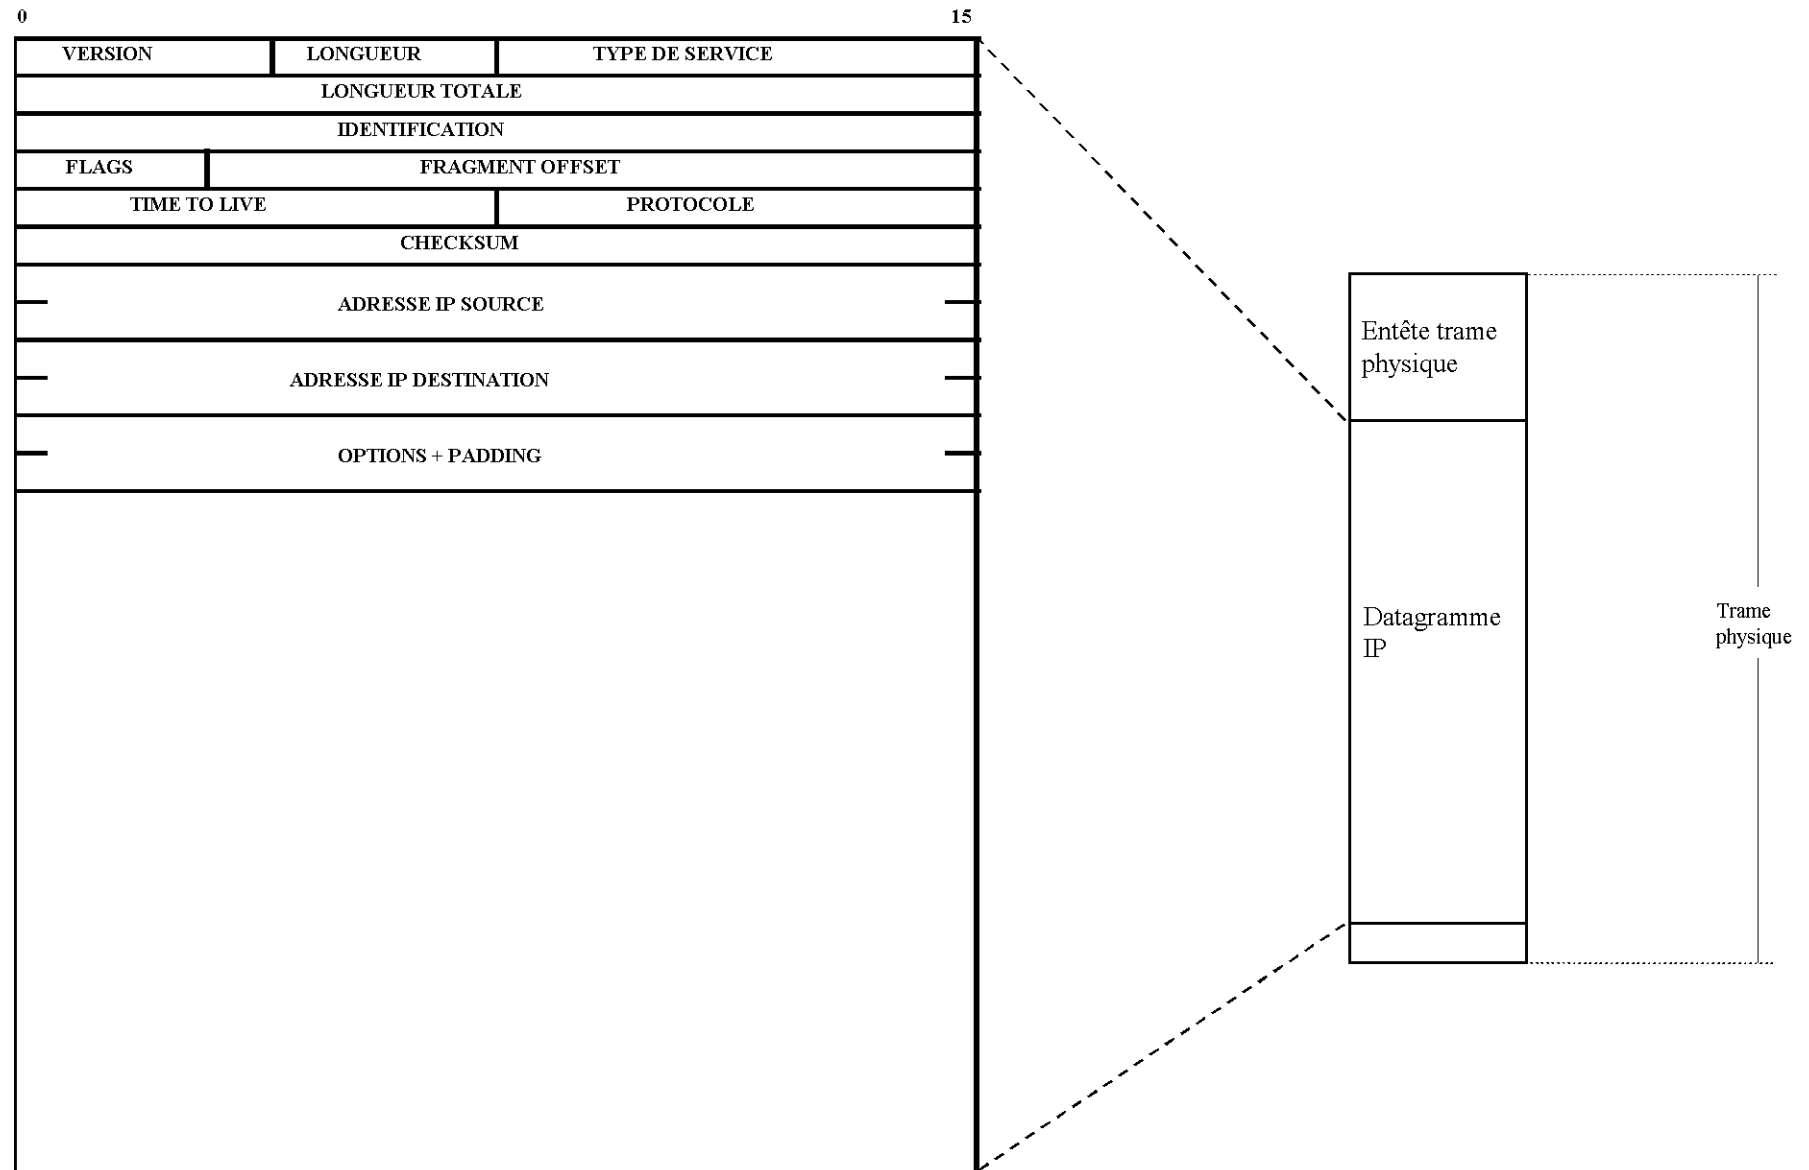 0 15
VERSION LONGUEUR TYPE DE SERVICE
LONGUEUR TOTALE
IDENTIFICATION
FLAGS FRAGMENT OFFSET
TIME TO LIVE PROTOCOLE
CHECKSUM
ADRESSE IP SOURCE
ADRESSE IP DESTINATION
OPTIONS + PADDING
Entête trame
physique
Datagramme
IP
Trame
physique